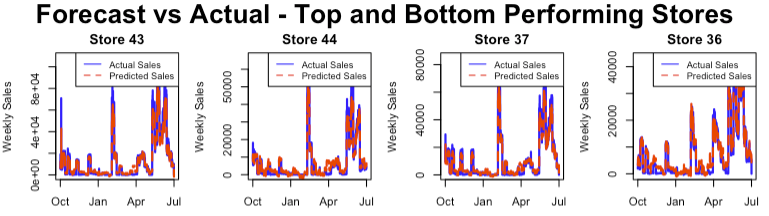 Forecast vs Actual - Top and Bottom Performing Stores
Store 43
Weekly Sales
0e+00
4e+04
8e+04
Actual Sales
Predicted Sales
Oct
Jan
Apr
Jul
Store 44
Weekly Sales
0
20000
50000
Actual Sales
Predicted Sales
Oct
Jan
Apr
Jul
Store 37
Weekly Sales
0
40000
80000
Actual Sales
Predicted Sales
Oct
Jan
Apr
Jul
Store 36
Weekly Sales
0
20000
40000
Actual Sales
Predicted Sales
Oct
Jan
Apr
Jul